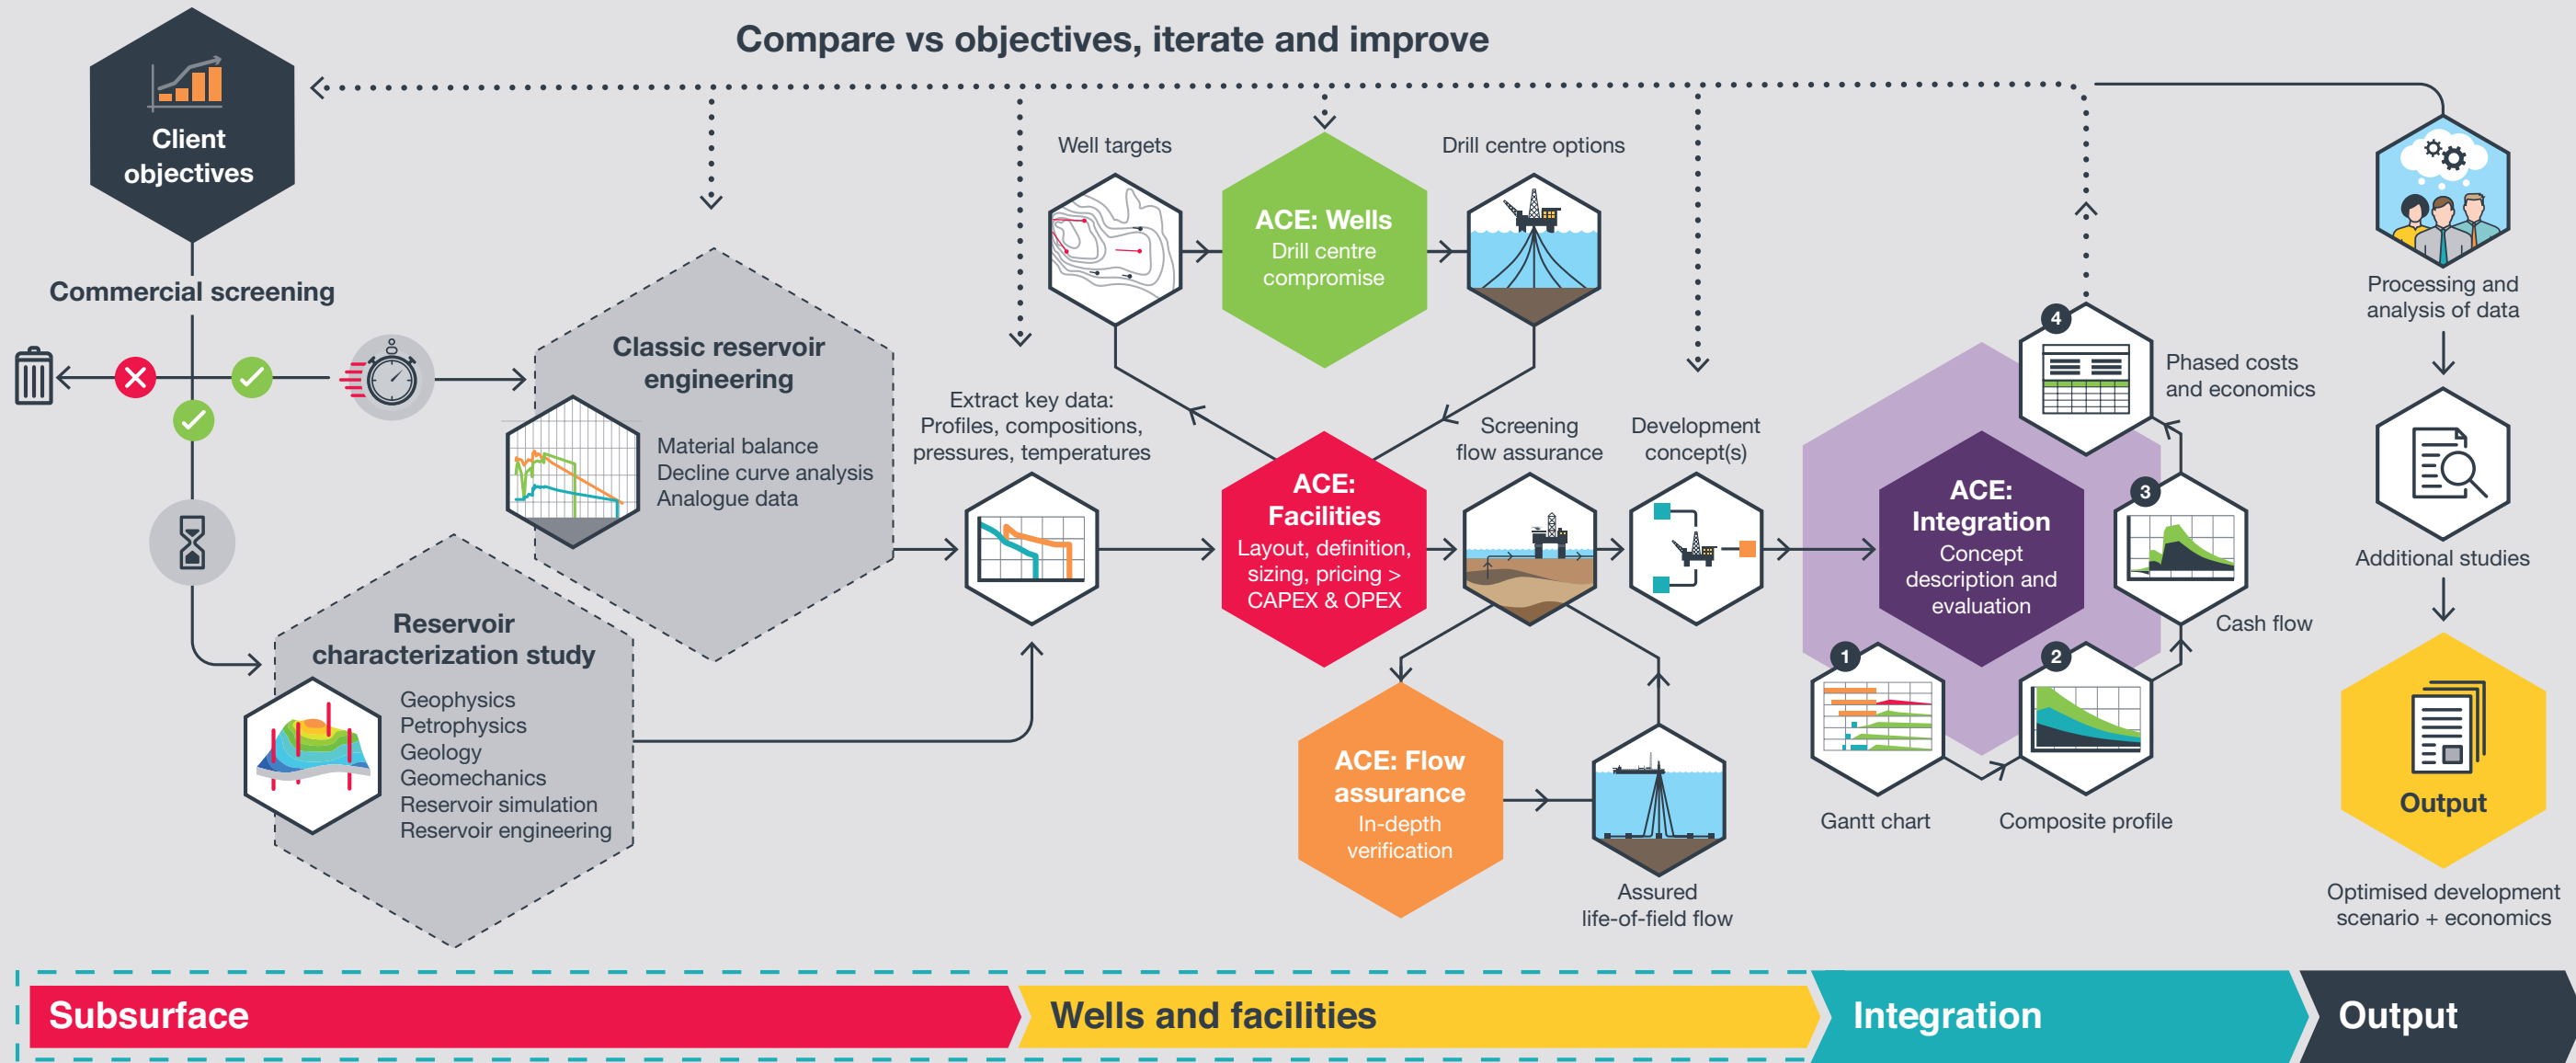 Compare vs objectives, iterate and improve
Client
objectives
Commercial screening
Classic reservoir
engineering
Material balance
Decline curve analysis
Analogue data
Reservoir
characterization study
Geophysics
Petrophysics
Geology
Geomechanics
Reservoir simulation
Reservoir engineering
Extract key data:
Profiles, compositions,
pressures, temperatures
Well targets
ACE: Wells
Drill centre
compromise
Drill centre options
ACE:
Facilities
Layout, definition,
sizing, pricing >
CAPEX & OPEX
Screening
flow assurance
Development
concept(s)
ACE: Flow
assurance
In-depth
verification
Assured
life-of-field flow
ACE:
Integration
Concept
description and
evaluation
1
Gantt chart
2
Composite profile
3
Cash flow
4
Phased costs
and economics
Processing and
analysis of data
Additional studies
Output
Optimised development
scenario + economics
Subsurface
Wells and facilities
Integration
Output